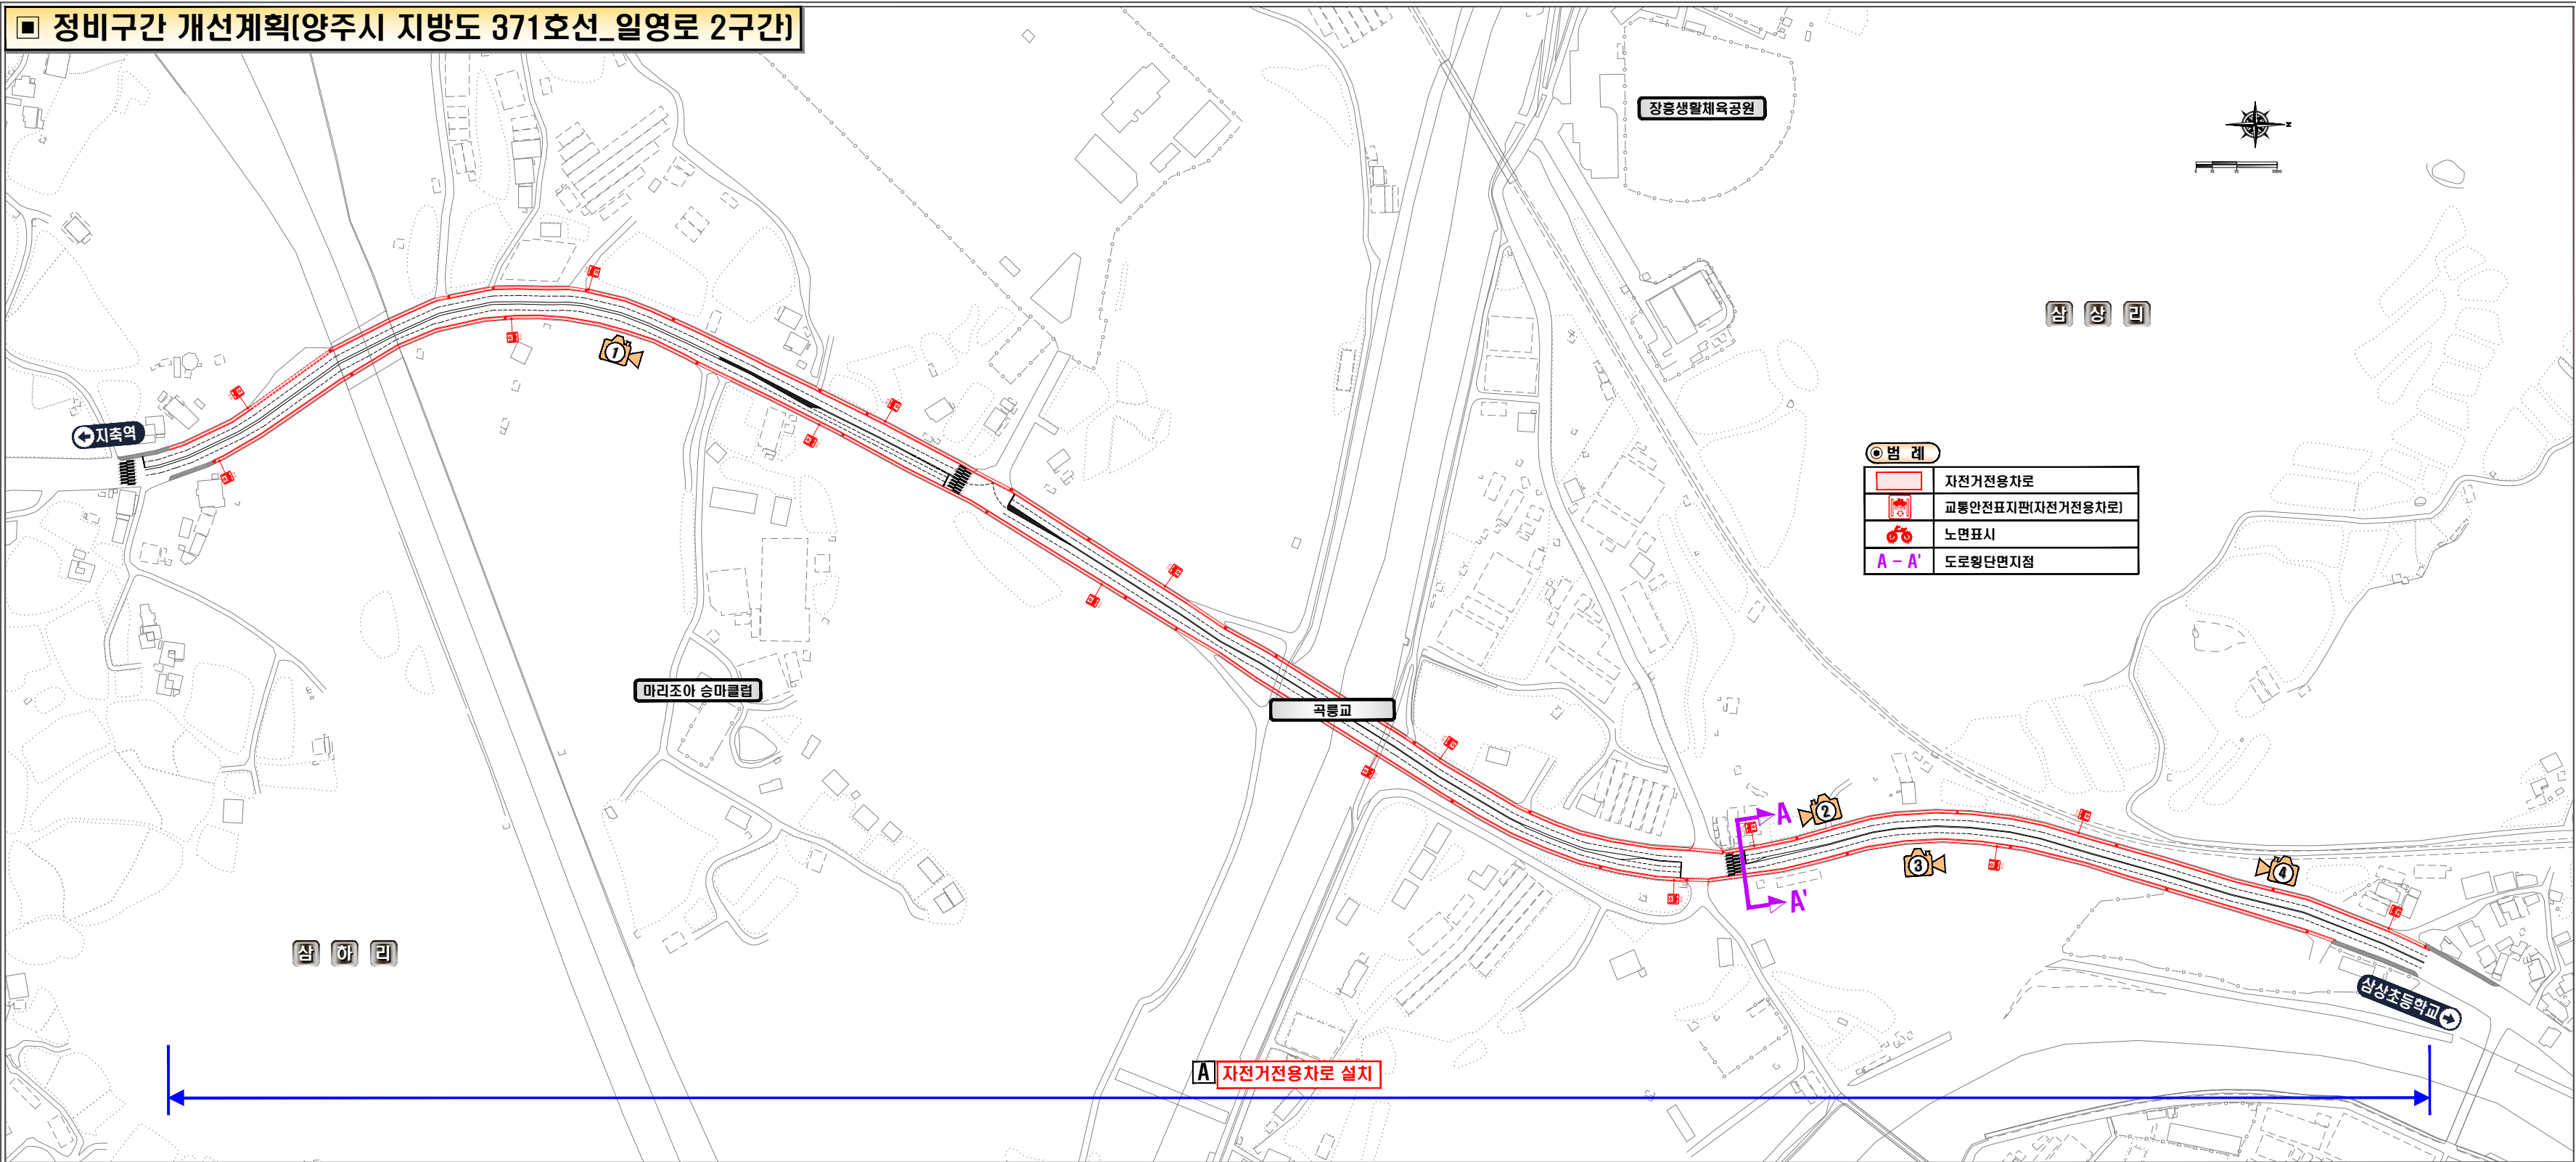 ▣ 정비구간 개선계획(양주시 지방도 371호선_일영로 2구간)
장흥생활체육공원
삼 상 리
지축역
1
범 례
자전거전용차로
교통안전표지판(자전거전용차로)
노면표시
A - A' 도로횡단면지점
마리조아 승마클럽
곡릉교
A
2
3
4
A'
삼 하 리
삼상초등학교
A 자전거전용차로 설치